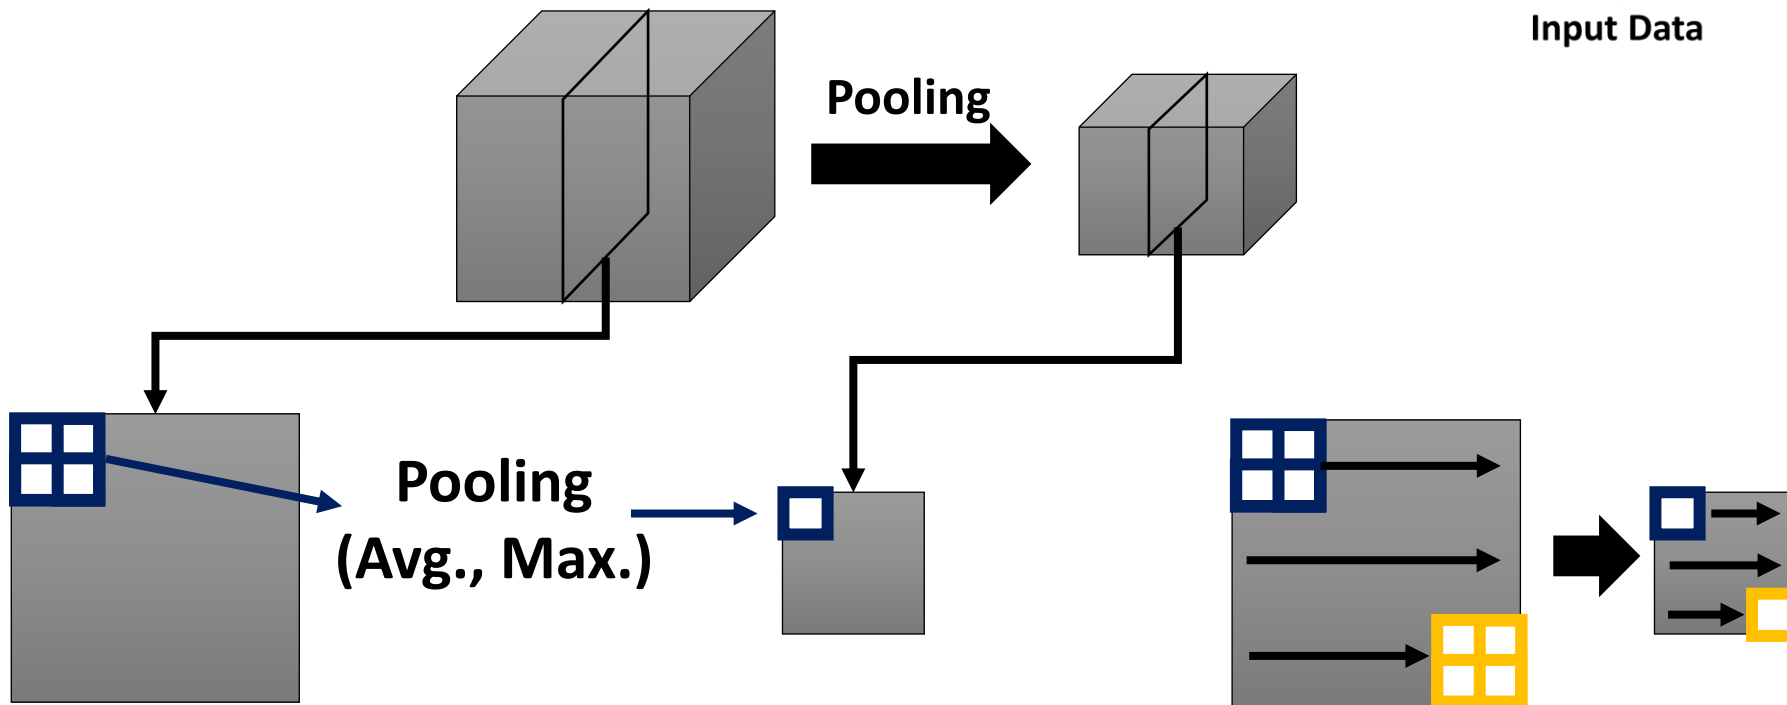 Input Data
Pooling
Pooling
(Avg., Max.)